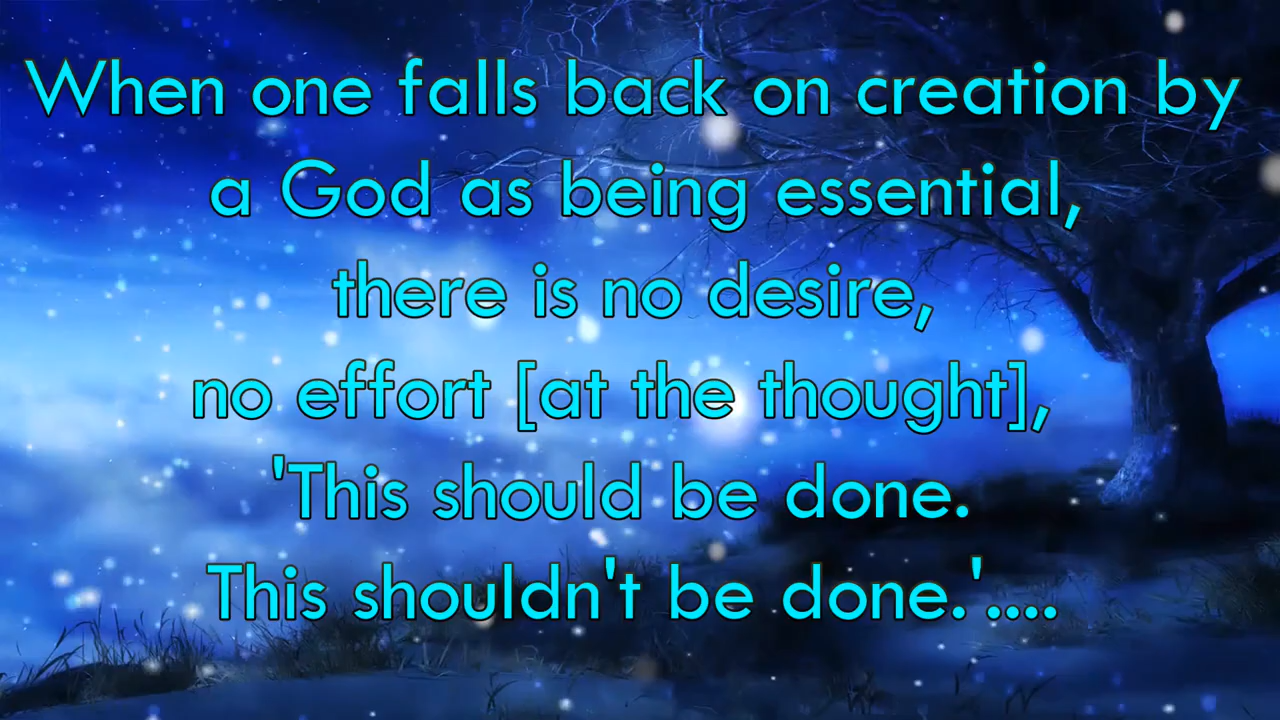 When one falls back on creation by
a God as being essential,
there is no desire,
no effort [at the thought],
'This should be done.
This shouldn't be done.'....